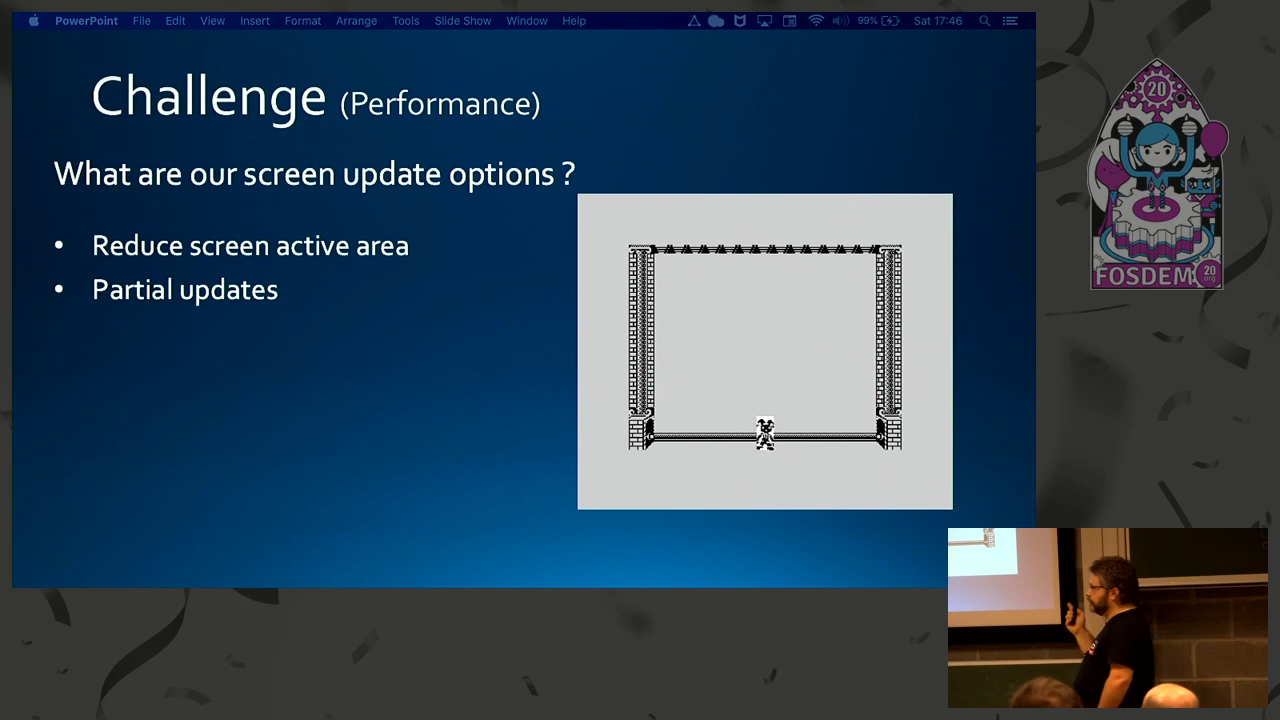 PowerPoint File Edit View Insert Format Arrange Tools Slide Show Window Help 99% Sat 17:46
Challenge (Performance)
What are our screen update options ?
• Reduce screen active area
• Partial updates
20
FOSDEM 20
.org